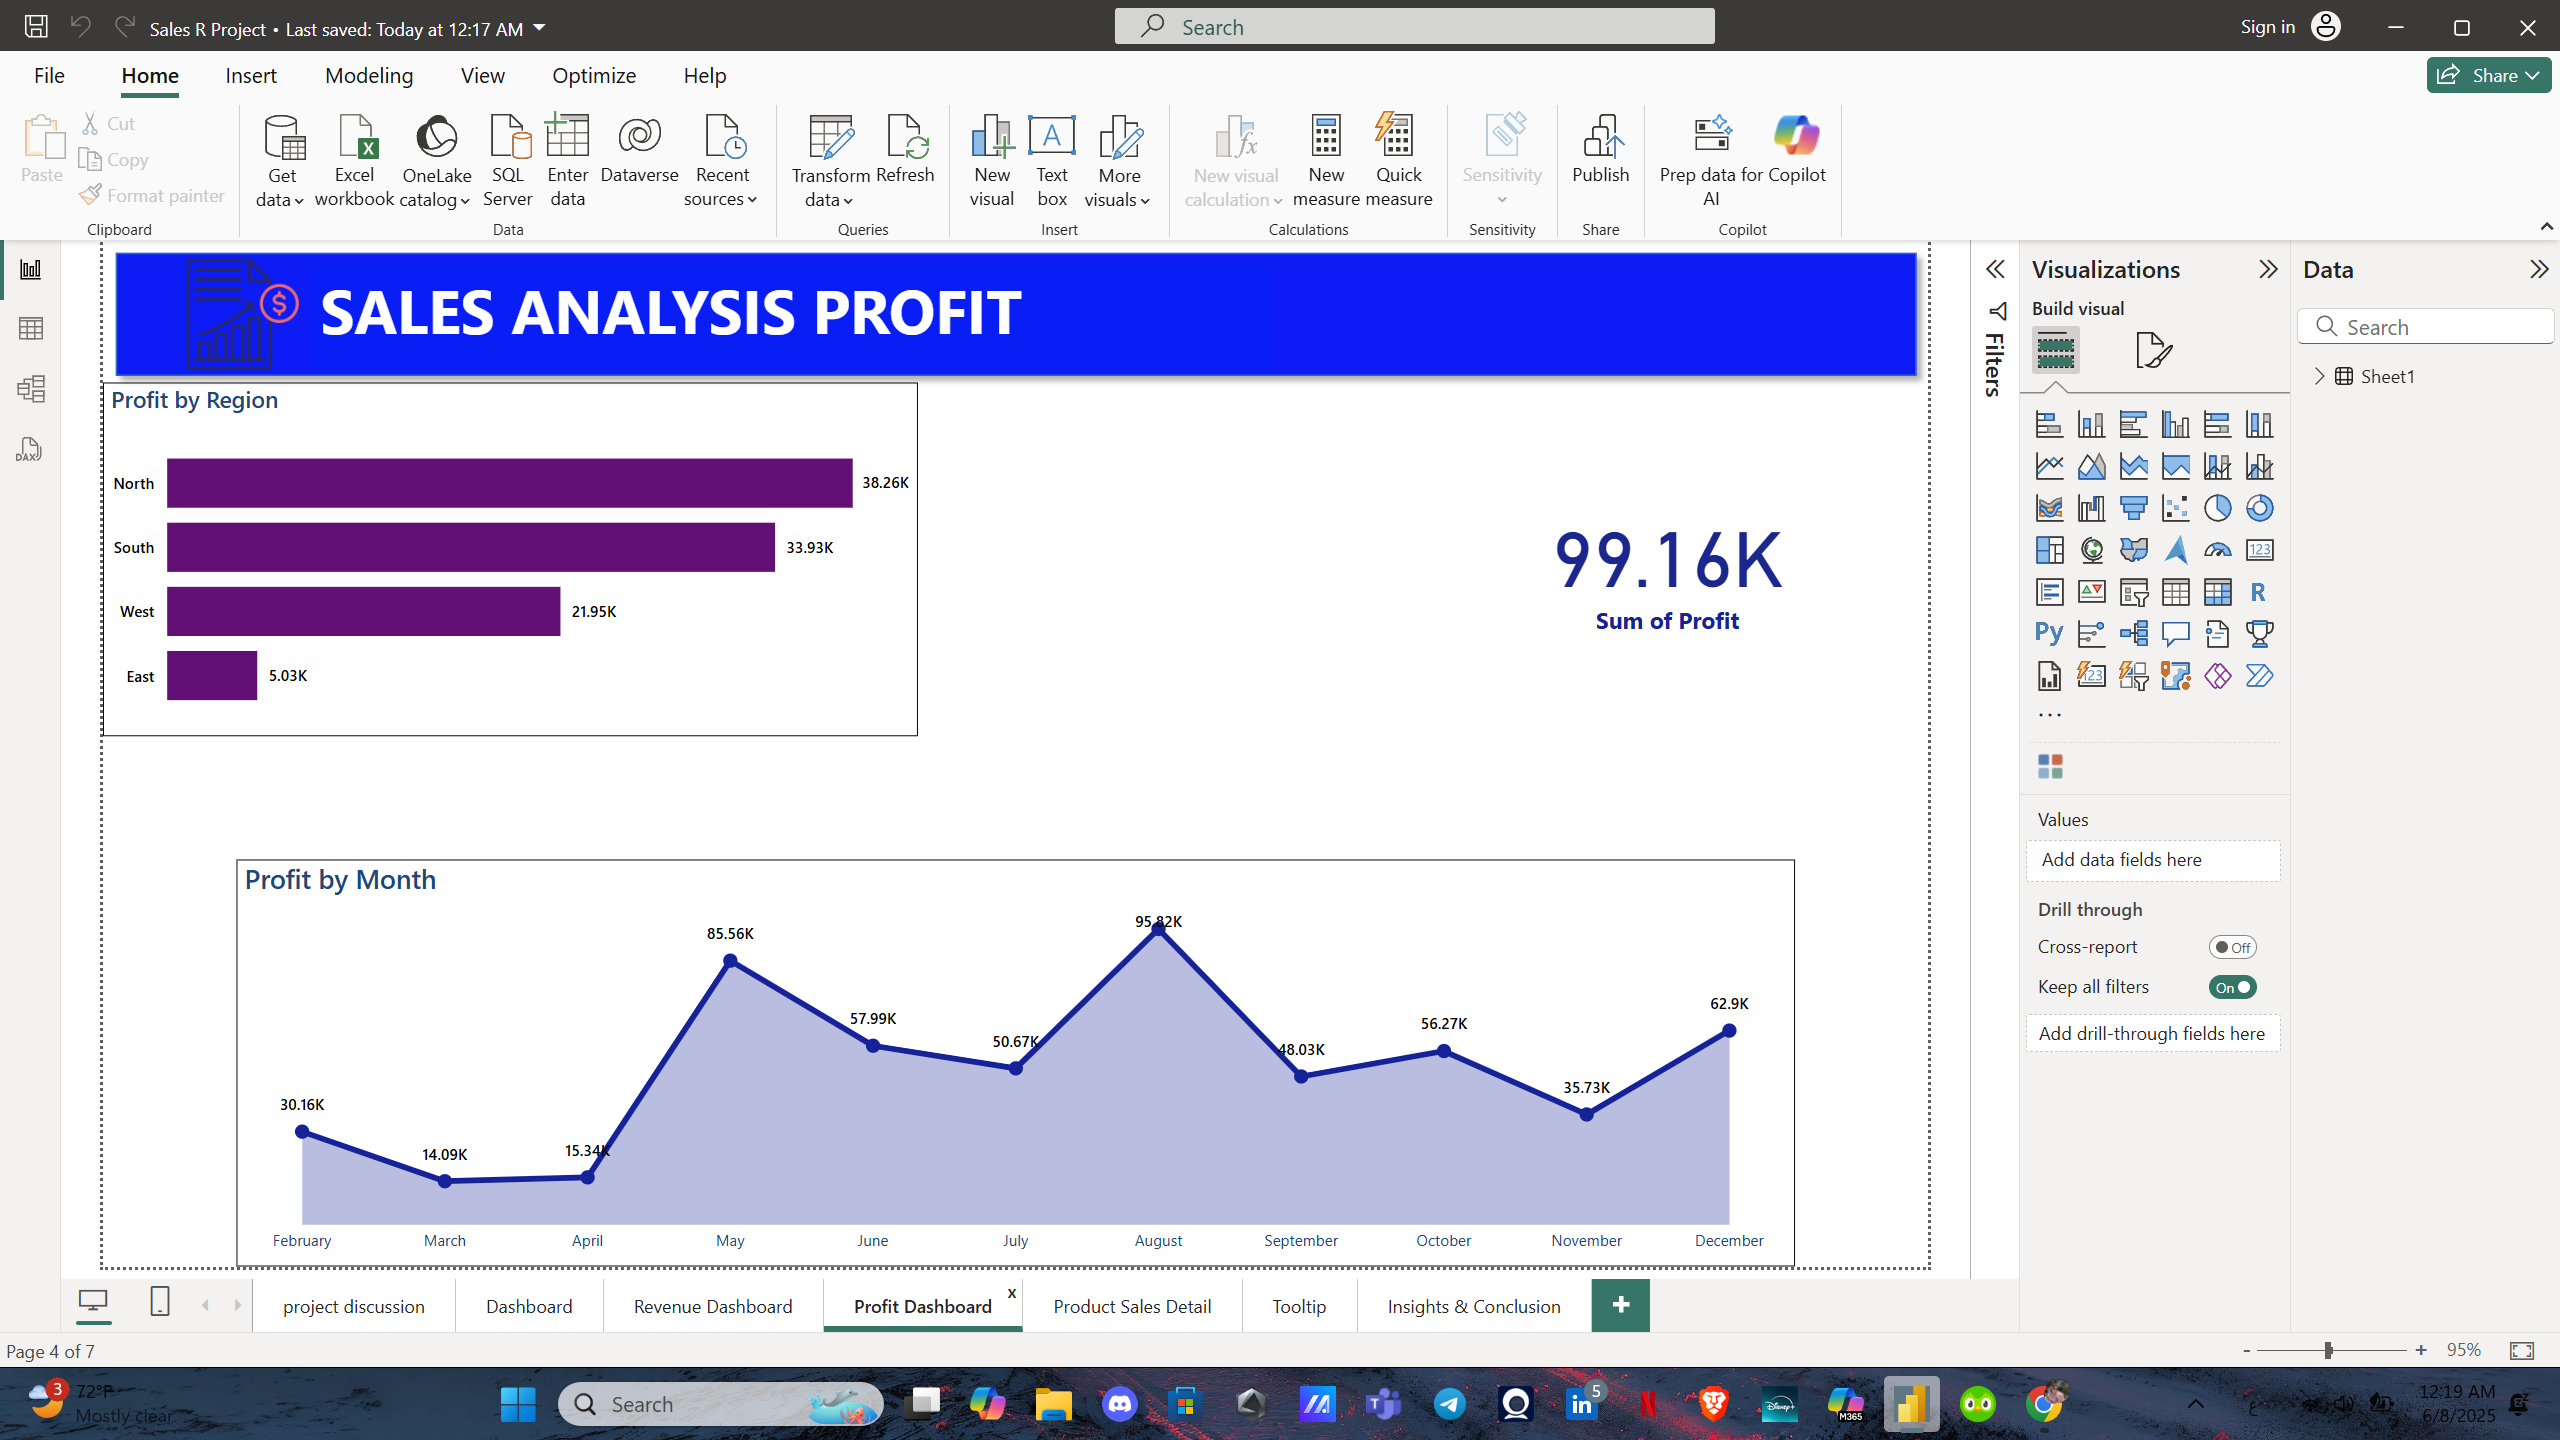 Sales R Project • Last saved: Today at 12:17 AM
Search
Sign in
File
Home
Insert
Modeling
View
Optimize
Help
Share
Paste
Cut
Copy
Format painter
Clipboard
Get data
Excel workbook
OneLake catalog
SQL Server
Enter data
Dataverse
Recent sources
Data
Transform data
Refresh
Queries
New visual
Text box
More visuals
Insert
New visual calculation
New measure
Quick measure
Calculations
Sensitivity
Sensitivity
Publish
Share
Prep data for AI
Copilot
Copilot
SALES ANALYSIS PROFIT
Profit by Region
North
38.26K
South
33.93K
West
21.95K
East
5.03K
99.16K
Sum of Profit
Profit by Month
30.16K
14.09K
15.34K
85.56K
57.99K
50.67K
95.82K
48.03K
56.27K
35.73K
62.9K
February
March
April
May
June
July
August
September
October
November
December
Filters
Visualizations
Build visual
123
R
Py
123
Values
Add data fields here
Drill through
Cross-report
Off
Keep all filters
On
Add drill-through fields here
Data
Search
Sheet1
DAX
project discussion
Dashboard
Revenue Dashboard
Profit Dashboard
x
Product Sales Detail
Tooltip
Insights & Conclusion
+
Page 4 of 7
-
+
95%
3
72°F
Mostly clear
Search
5
Disney+
M365
12:19 AM
6/8/2025